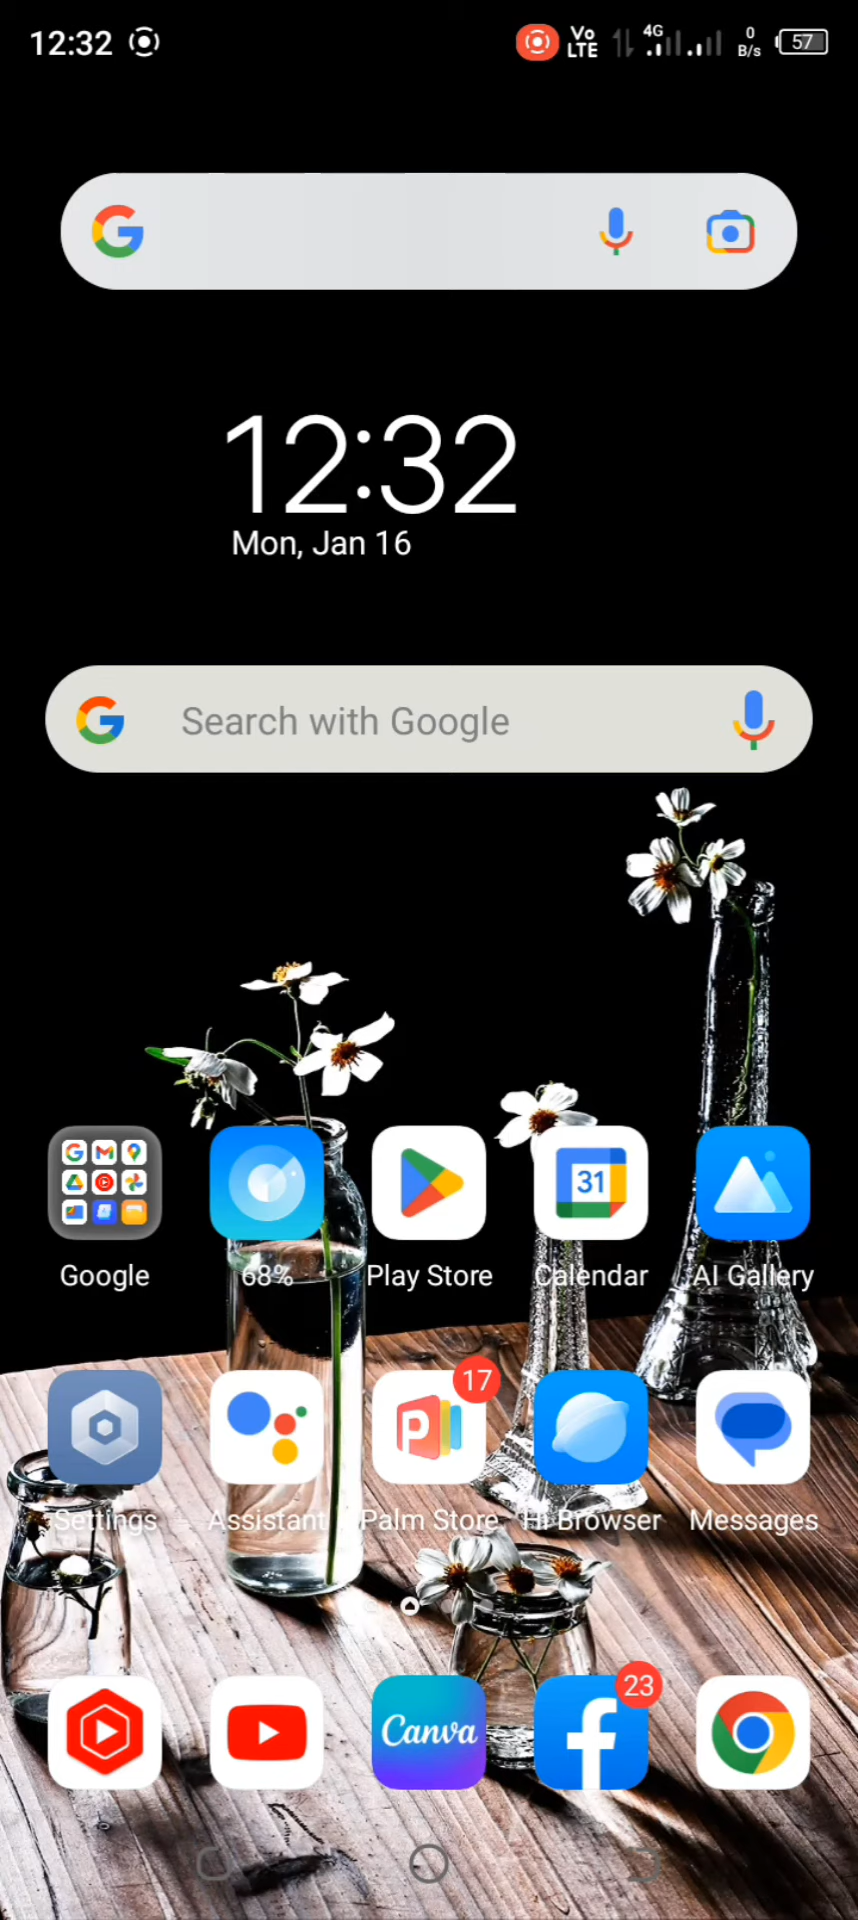 12:32
Vo
LTE
4G
0
B/s
57
12:32
Mon, Jan 16
Search with Google
31
Google
68%
Play Store
Calendar
AI Gallery
17
Settings
Assistant
Palm Store
Hi Browser
Messages
Canva
23